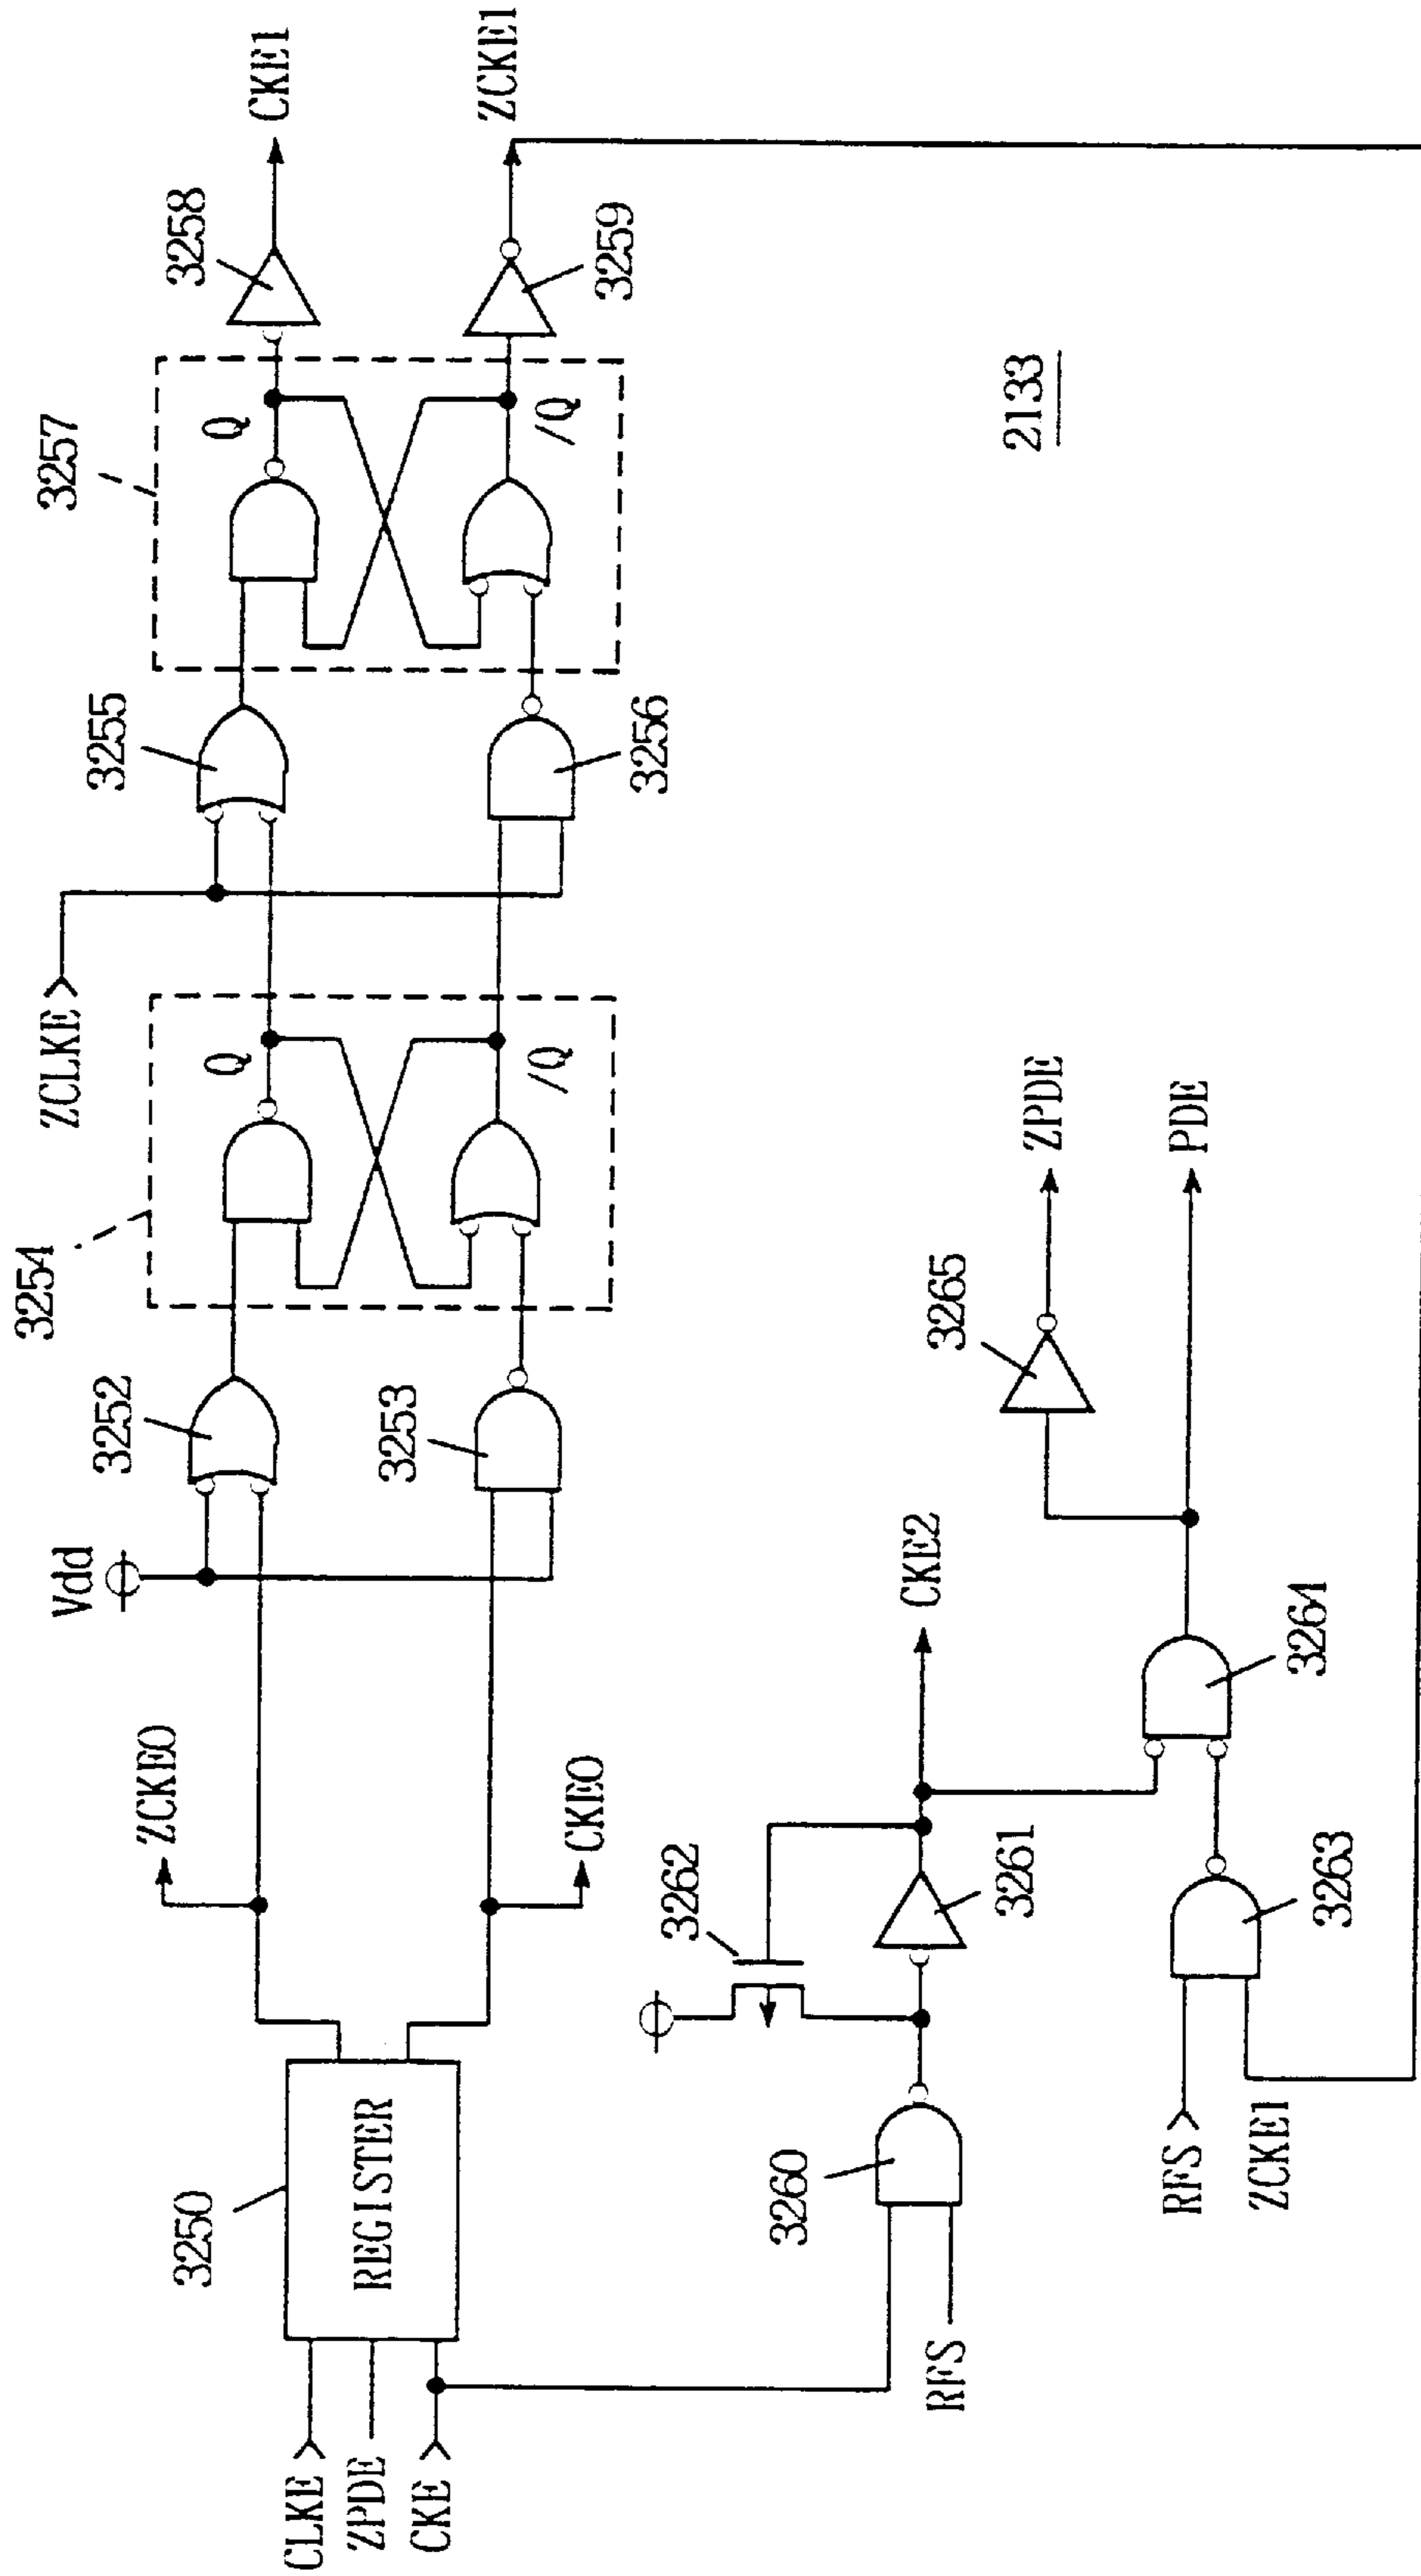 3254
3257
Vdd
ZCLKE
3252
3255
3258
CKE1
ZCKE0
Q
Q
3250
CLKE
ZPDE
CKE
REGISTER
3253
3256
3259
ZCKE1
CKE0
/Q
/Q
3260
3262
CKE2
3265
RFS
3261
ZPDE
2133
RFS
ZCKE1
3263
3264
PDE